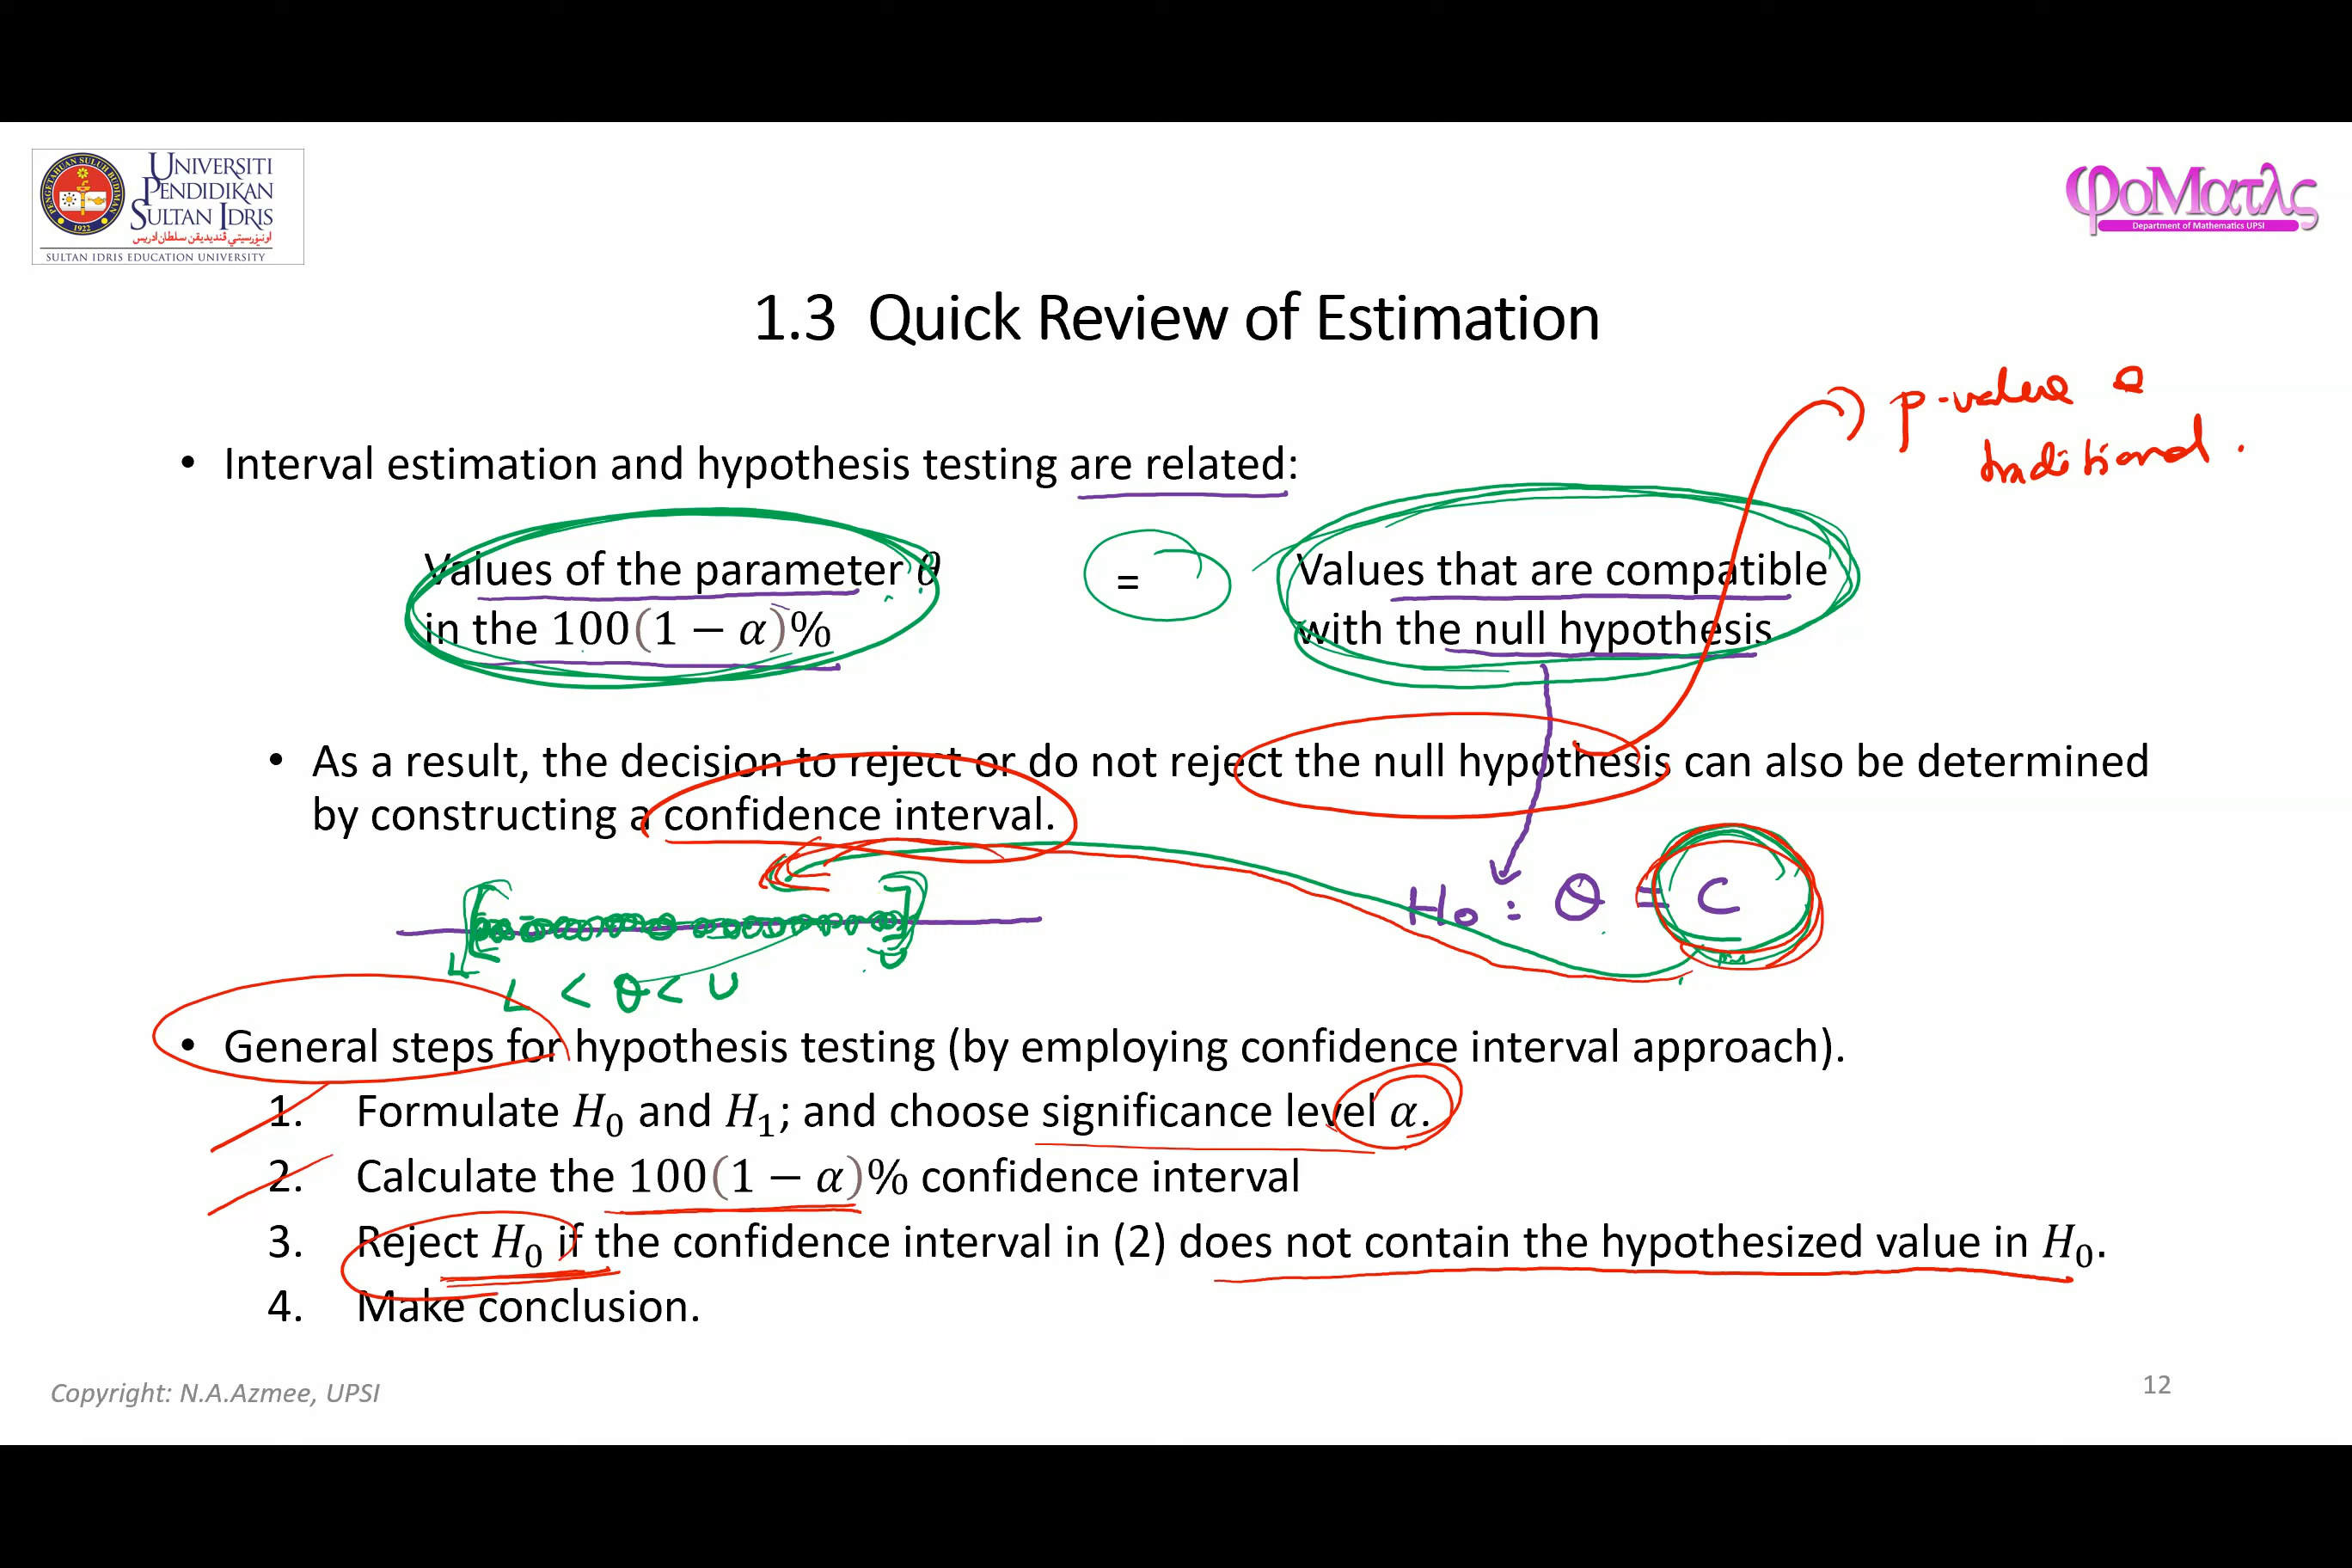 UNIVERSITI
PENDIDIKAN
SULTAN IDRIS
اونيۏرسيتي ڤنديديقن سلطان ادريس
SULTAN IDRIS EDUCATION UNIVERSITY
φοΜατλς
Department of Mathematics UPSI
1.3 Quick Review of Estimation
p-value &
traditional.
• Interval estimation and hypothesis testing are related:
Values of the parameter θ
in the 100(1 − α)%
=
Values that are compatible
with the null hypothesis
• As a result, the decision to reject or do not reject the null hypothesis can also be determined
by constructing a confidence interval.
H₀ : θ = C
L < θ < U
• General steps for hypothesis testing (by employing confidence interval approach).
1. Formulate H₀ and H₁; and choose significance level α.
2. Calculate the 100(1 − α)% confidence interval
3. Reject H₀ if the confidence interval in (2) does not contain the hypothesized value in H₀.
4. Make conclusion.
Copyright: N.A.Azmee, UPSI
12